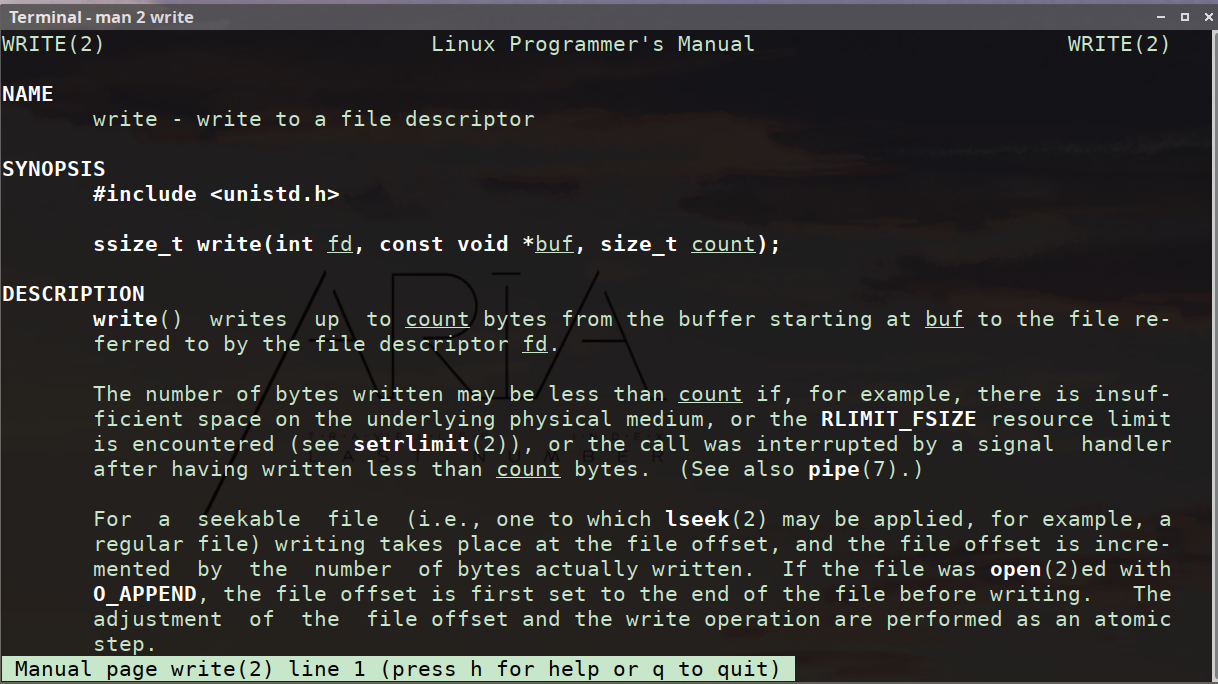 Terminal - man 2 write
WRITE(2) Linux Programmer's Manual WRITE(2)
NAME
write - write to a file descriptor
SYNOPSIS
#include <unistd.h>
ssize_t write(int fd, const void *buf, size_t count);
DESCRIPTION
write()  writes  up  to count bytes from the buffer starting at buf to the file re-
ferred to by the file descriptor fd.
The number of bytes written may be less than count if, for example, there is insuf-
ficient space on the underlying physical medium, or the RLIMIT_FSIZE resource limit
is encountered (see setrlimit(2)), or the call was interrupted by a signal  handler
after having written less than count bytes.  (See also pipe(7).)
For  a  seekable  file  (i.e., one to which lseek(2) may be applied, for example, a
regular file) writing takes place at the file offset, and the file offset is incre-
mented  by  the  number  of bytes actually written.  If the file was open(2)ed with
O_APPEND, the file offset is first set to the end of the file before writing.   The
adjustment  of  the  file offset and the write operation are performed as an atomic
step.
Manual page write(2) line 1 (press h for help or q to quit)
ARIA